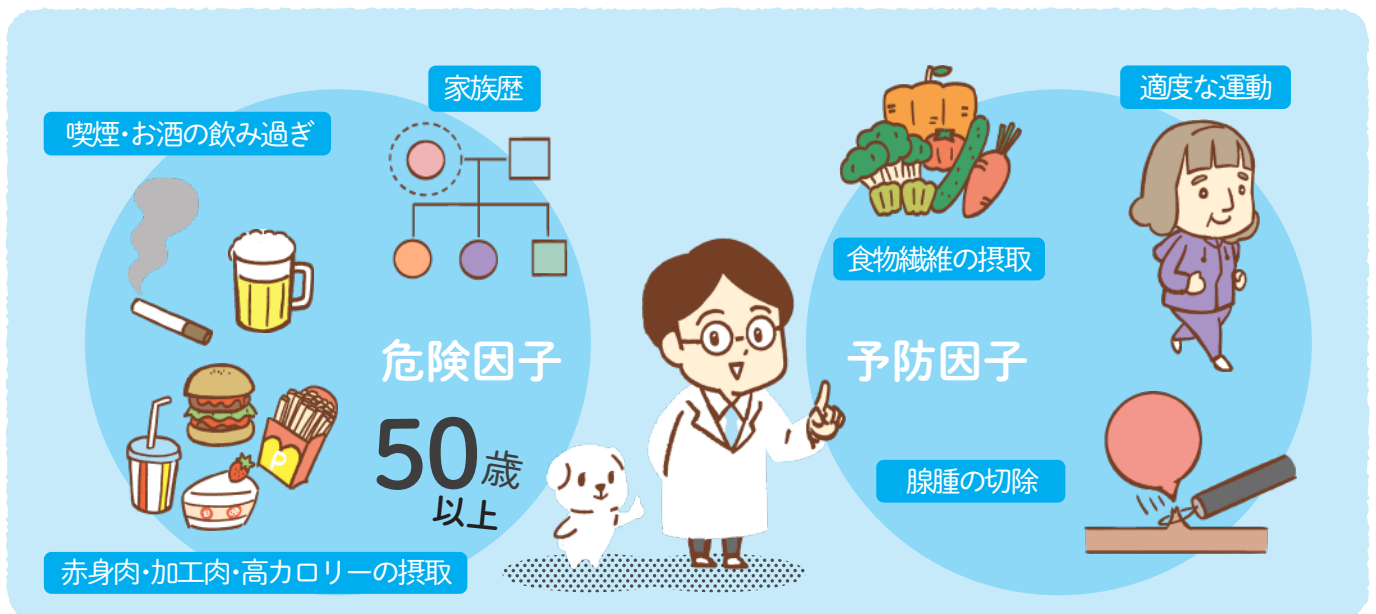 家族歴
喫煙・お酒の飲み過ぎ
危険因子
50歳
以上
P
赤身肉・加工肉・高カロリーの摂取
適度な運動
食物繊維の摂取
予防因子
腺腫の切除